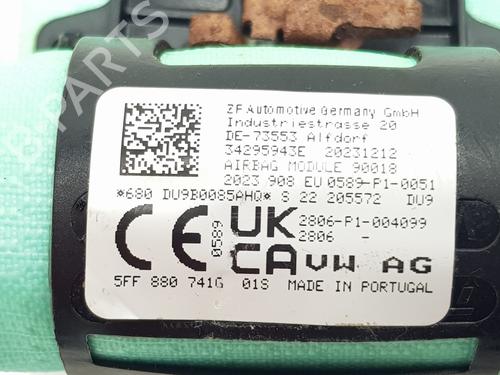 ZF Automotive Germany GmbH
Industriestrasse 20
DE-73553 Alfdorf
34295943E 20231212
AIRBAG MODULE 90018
2023 908 EU 0589-P1-0051
*680 DU9B0085AHQ* S 22 205572 DU9
CE 0589 UK CA 2806-P1-004099
2806 -
VW AG
5FF 880 741G 01S MADE IN PORTUGAL